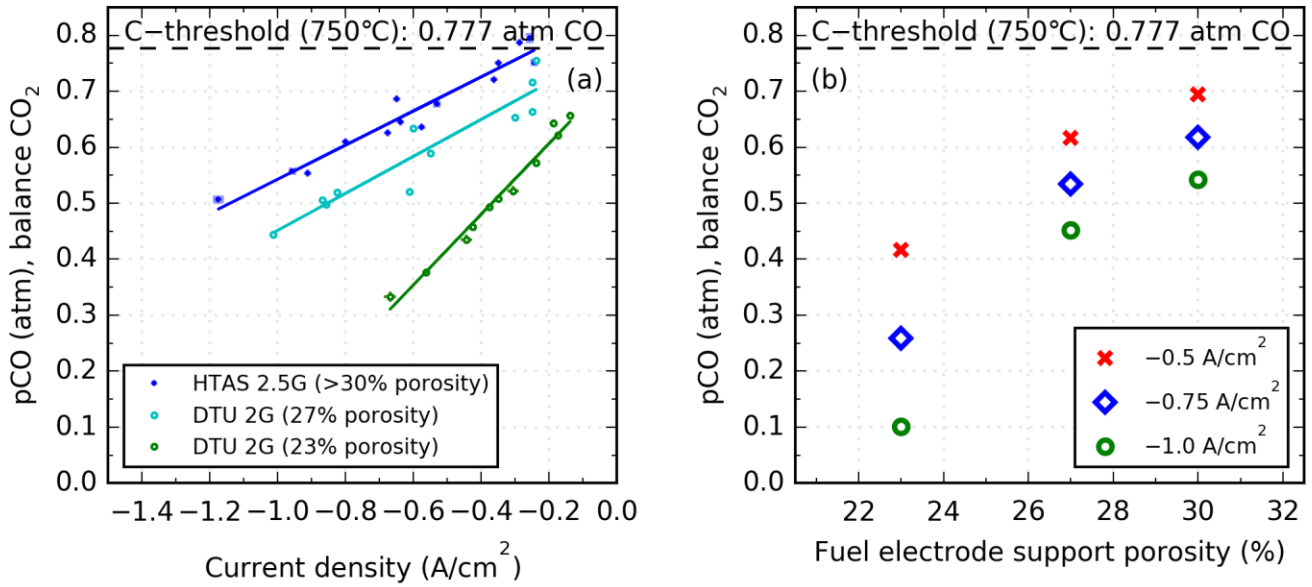 C−threshold (750°C): 0.777 atm CO
(a)
pCO (atm), balance CO₂
0.8
0.7
0.6
0.5
0.4
0.3
0.2
0.1
0.0
HTAS 2.5G (>30% porosity)
DTU 2G (27% porosity)
DTU 2G (23% porosity)
−1.4 −1.2 −1.0 −0.8 −0.6 −0.4 −0.2 0.0
Current density (A/cm²)
C−threshold (750°C): 0.777 atm CO
(b)
pCO (atm), balance CO₂
0.8
0.7
0.6
0.5
0.4
0.3
0.2
0.1
0.0
−0.5 A/cm²
−0.75 A/cm²
−1.0 A/cm²
22 24 26 28 30 32
Fuel electrode support porosity (%)